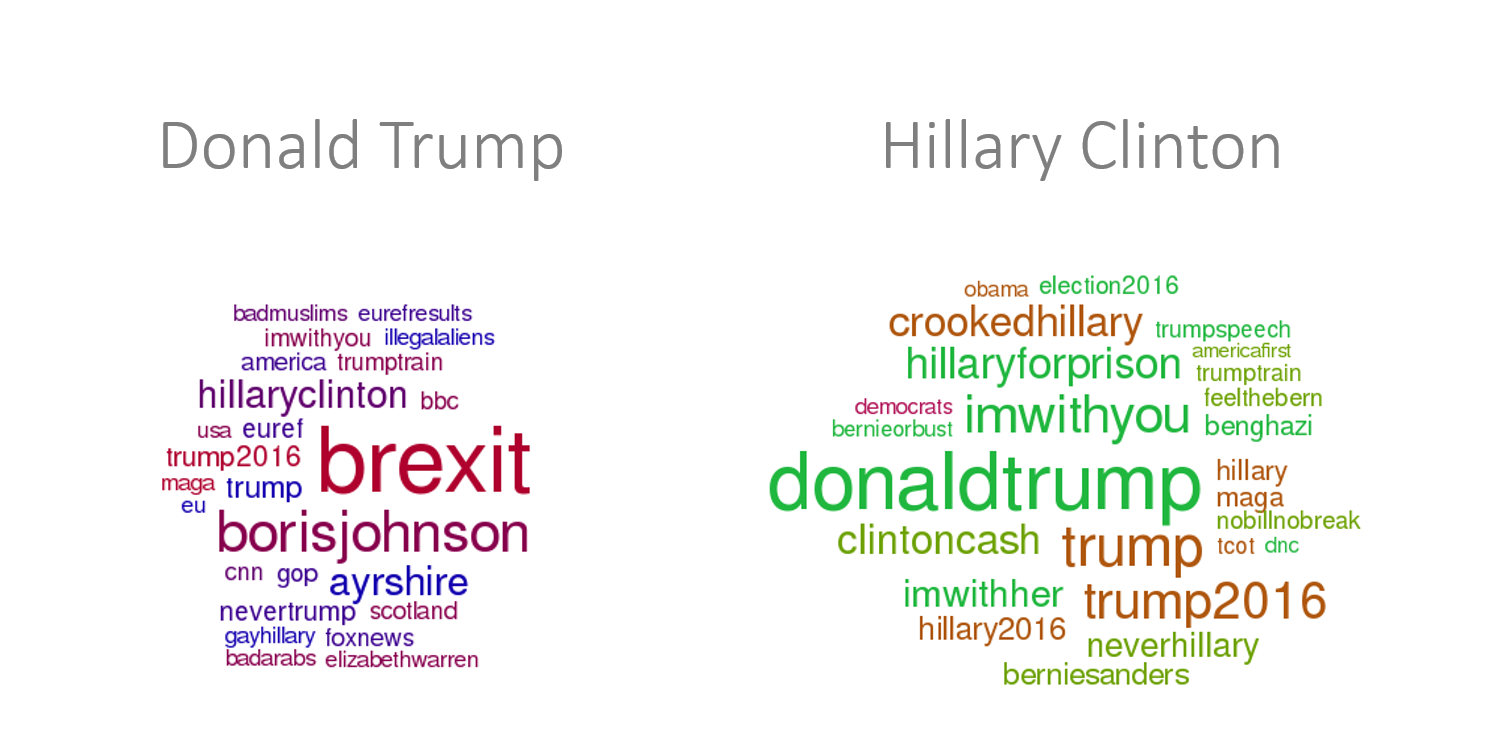 Donald Trump
badmuslims eurefresults
imwithyou illegalaliens
america trumptrain
hillaryclinton bbc
usa euref
brexit
trump2016
maga trump
eu
borisjohnson
cnn gop ayrshire
nevertrump scotland
gayhillary foxnews
badarabs elizabethwarren
Hillary Clinton
obama election2016
crookedhillary trumpspeech
hillaryforprison americafirst
trumptrain
feelthebern
democrats imwithyou
bernieorbust benghazi
donaldtrump hillary
maga
nobillnobreak
clintoncash trump tcot dnc
imwithher trump2016
hillary2016
neverhillary
berniesanders